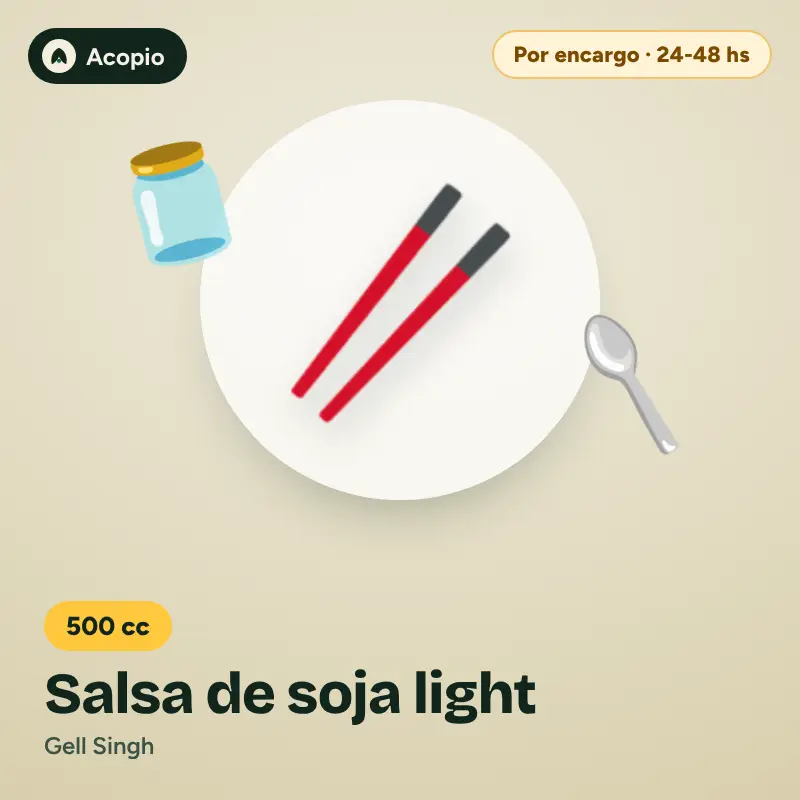 Acopio
Por encargo · 24-48 hs
500 cc
Salsa de soja light
Gell Singh